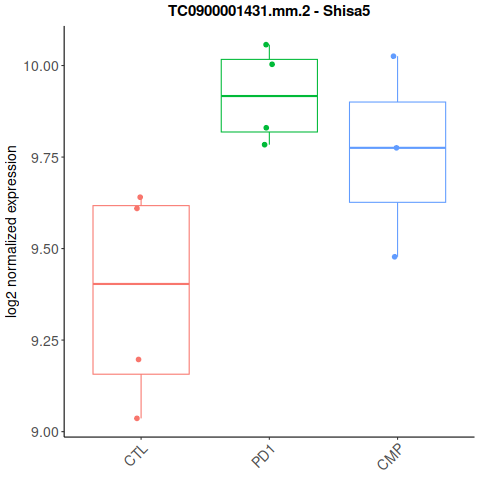 TC0900001431.mm.2 - Shisa5
log2 normalized expression
10.00
9.75
9.50
9.25
9.00
CTL
PD1
CMP